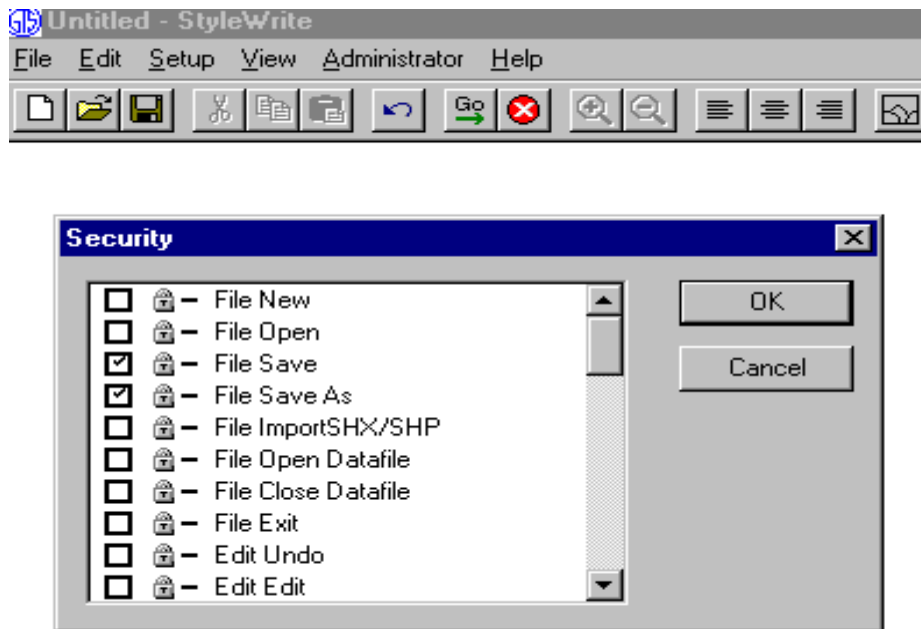 GIS Untitled - StyleWrite
File Edit Setup View Administrator Help
Go
Security
File New
File Open
File Save
File Save As
File ImportSHX/SHP
File Open Datafile
File Close Datafile
File Exit
Edit Undo
Edit Edit
OK
Cancel